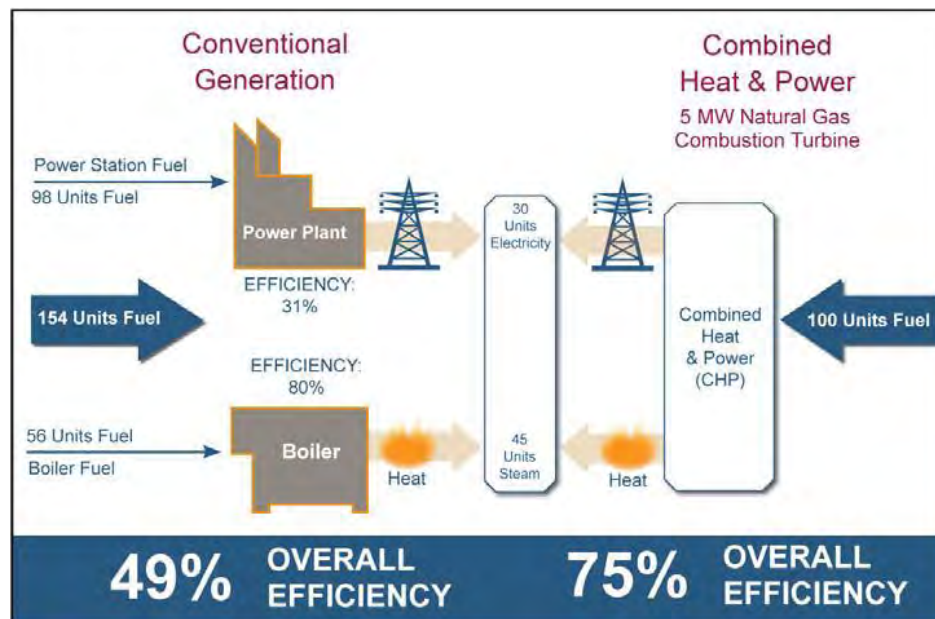 Conventional
Generation
Combined
Heat & Power
5 MW Natural Gas
Combustion Turbine
Power Station Fuel
98 Units Fuel
Power Plant
EFFICIENCY:
31%
30
Units
Electricity
154 Units Fuel
Combined
Heat
& Power
(CHP)
100 Units Fuel
EFFICIENCY:
80%
56 Units Fuel
Boiler Fuel
Boiler
Heat
45
Units
Steam
Heat
49%
OVERALL
EFFICIENCY
75%
OVERALL
EFFICIENCY